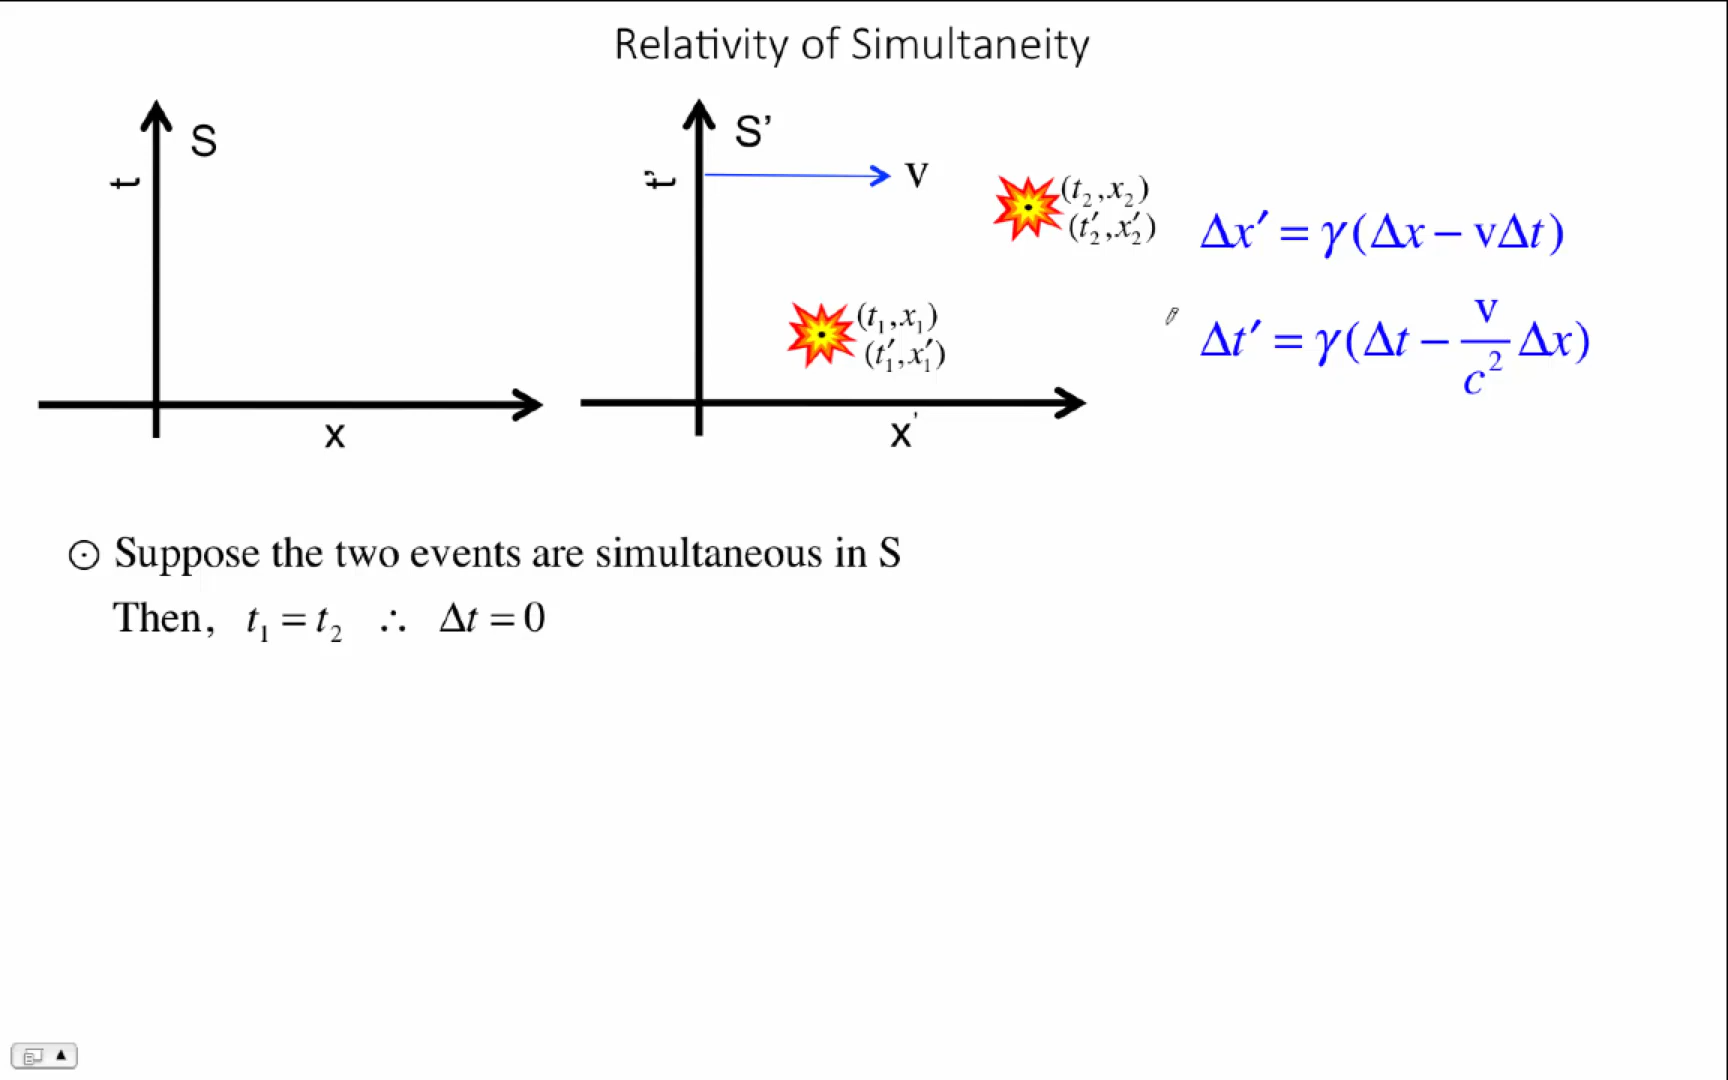 Relativity of Simultaneity
S
t
x
S'
t'
v
x'
(t₂,x₂)
(t′₂,x′₂)
(t₁,x₁)
(t′₁,x′₁)
Δx′ = γ(Δx − vΔt)
Δt′ = γ(Δt − v/c² Δx)
⊙ Suppose the two events are simultaneous in S
Then, t₁ = t₂ ∴ Δt = 0